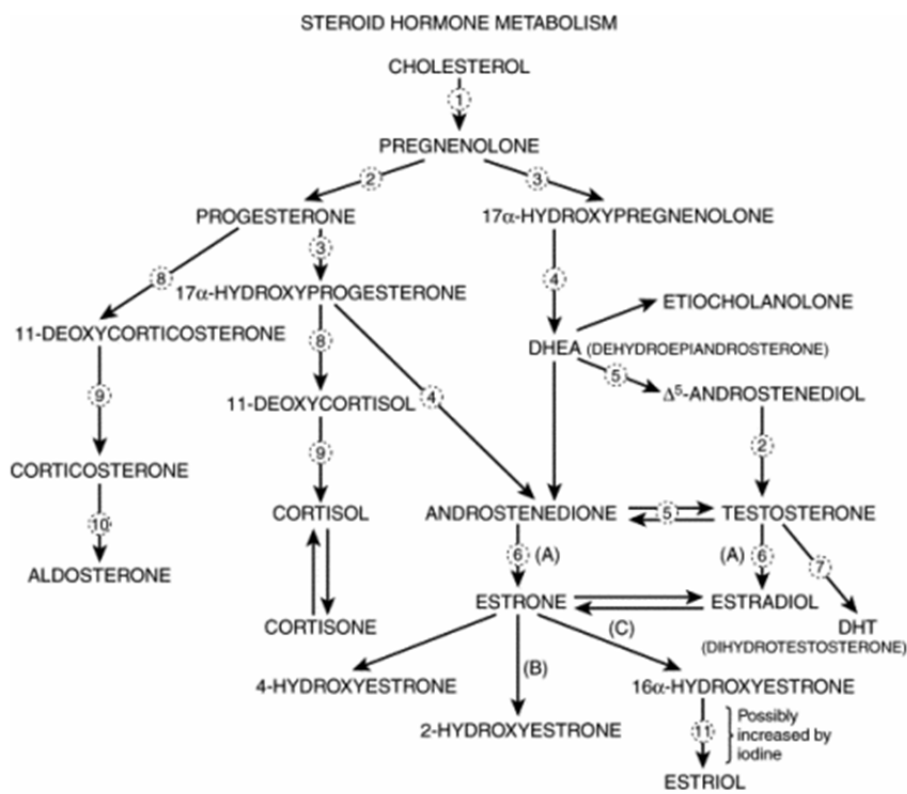 STEROID HORMONE METABOLISM
CHOLESTEROL
1
PREGNENOLONE
2
3
PROGESTERONE
17α-HYDROXYPREGNENOLONE
8
3
4
17α-HYDROXYPROGESTERONE
ETIOCHOLANOLONE
11-DEOXYCORTICOSTERONE
8
DHEA (DEHYDROEPIANDROSTERONE)
5
9
11-DEOXYCORTISOL
4
Δ5-ANDROSTENEDIOL
9
2
CORTICOSTERONE
10
CORTISOL
ANDROSTENEDIONE
5
TESTOSTERONE
6 (A)
(A) 6
7
ALDOSTERONE
ESTRONE
ESTRADIOL
CORTISONE
(C)
DHT
(DIHYDROTESTOSTERONE)
(B)
4-HYDROXYESTRONE
16α-HYDROXYESTRONE
2-HYDROXYESTRONE
11
Possibly
increased by
iodine
ESTRIOL